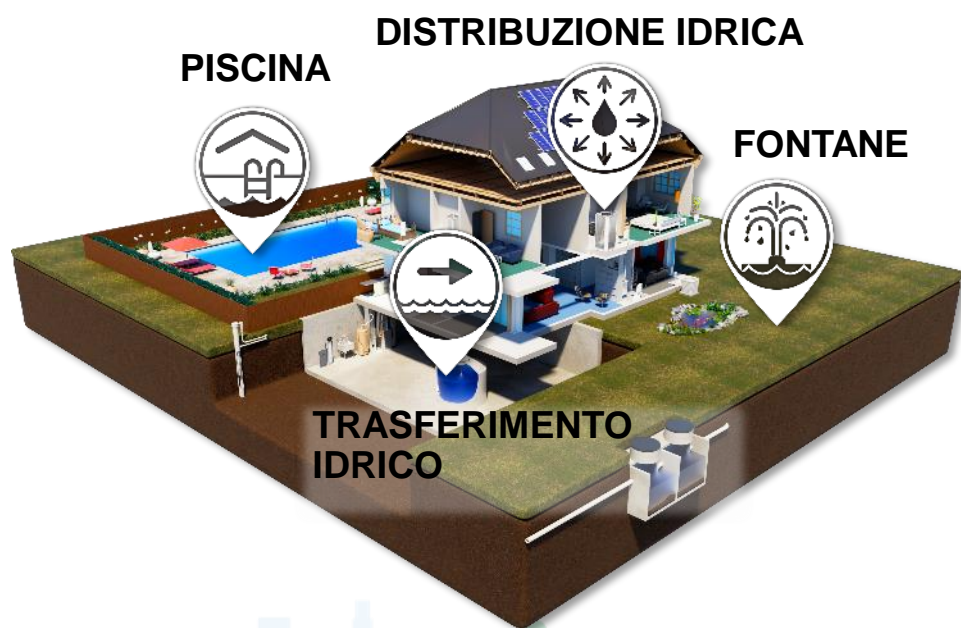 DISTRIBUZIONE IDRICA
PISCINA
FONTANE
TRASFERIMENTO
IDRICO